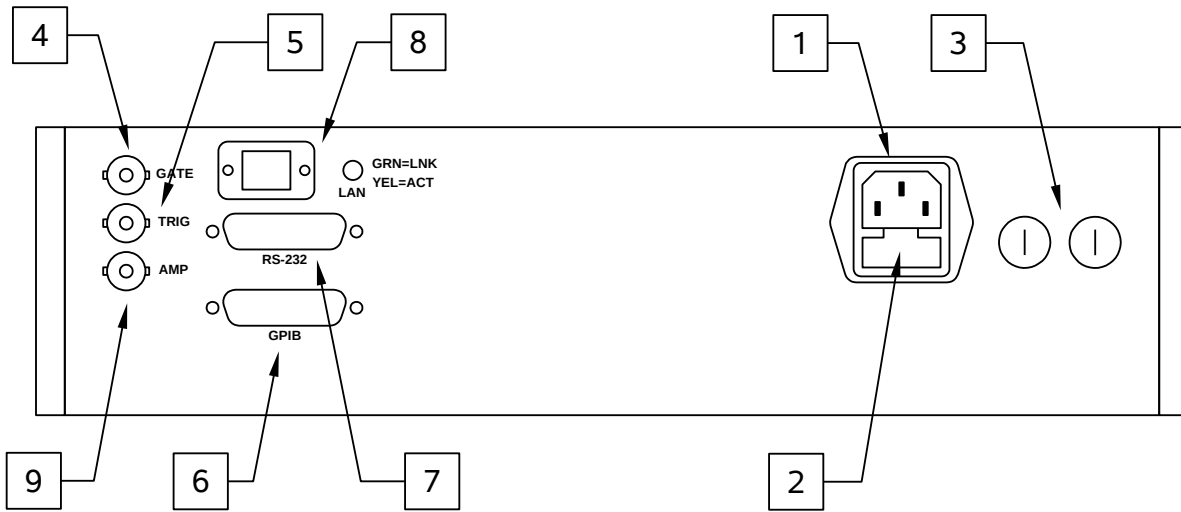 4
5
8
1
3
GATE
GRN=LNK
YEL=ACT
LAN
TRIG
RS-232
AMP
GPIB
9
6
7
2